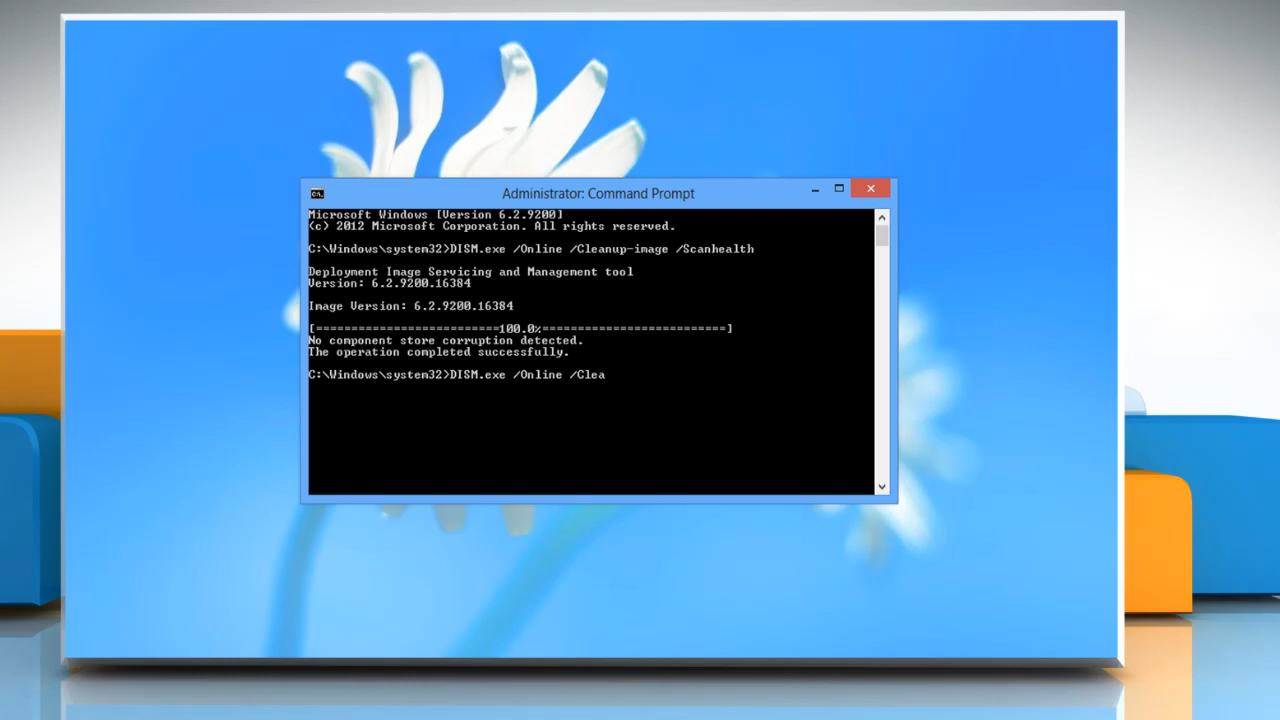 Administrator: Command Prompt
Microsoft Windows [Version 6.2.9200]
(c) 2012 Microsoft Corporation. All rights reserved.
C:\Windows\system32>DISM.exe /Online /Cleanup-image /Scanhealth
Deployment Image Servicing and Management tool
Version: 6.2.9200.16384
Image Version: 6.2.9200.16384
[==========================100.0%==========================]
No component store corruption detected.
The operation completed successfully.
C:\Windows\system32>DISM.exe /Online /Clea